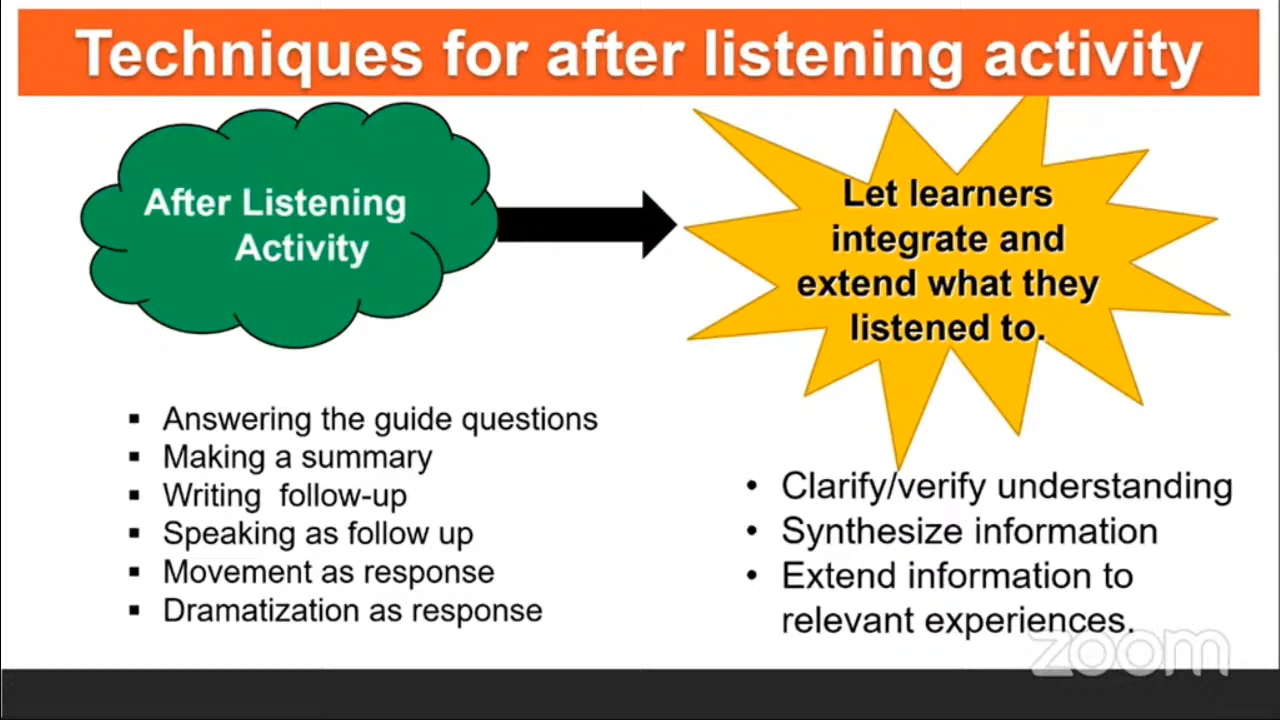 Techniques for after listening activity
After Listening
Activity
Let learners
integrate and
extend what they
listened to.
▪ Answering the guide questions
▪ Making a summary
▪ Writing  follow-up
▪ Speaking as follow up
▪ Movement as response
▪ Dramatization as response
• Clarify/verify understanding
• Synthesize information
• Extend information to
relevant experiences.
zoom